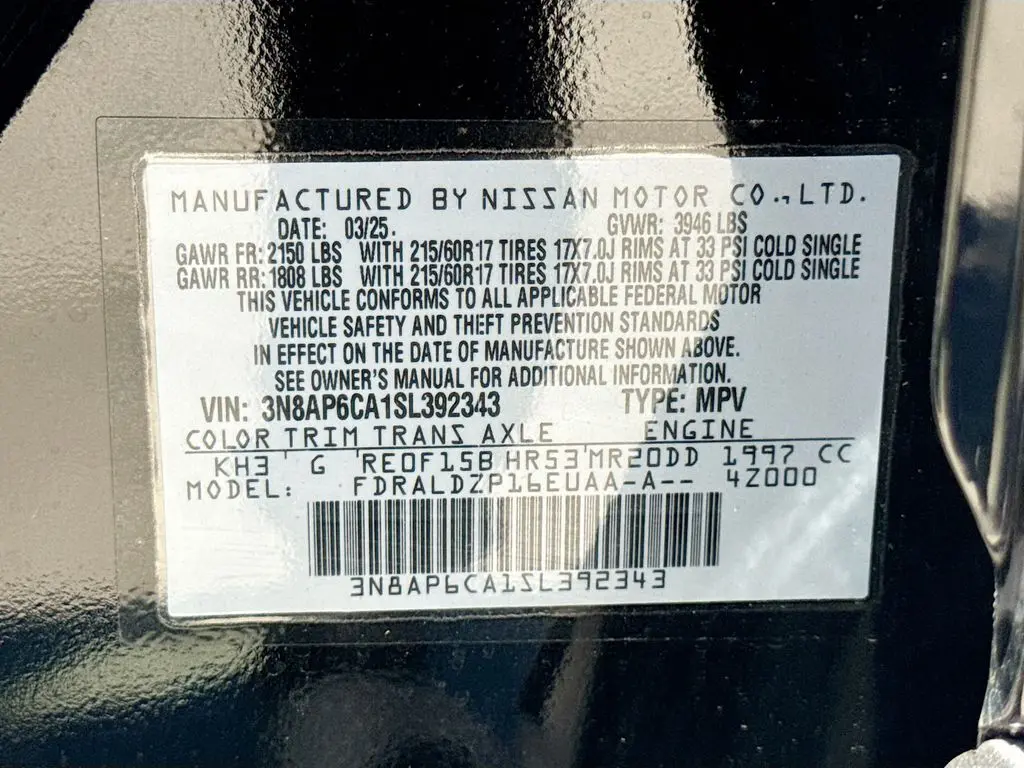 MANUFACTURED BY NISSAN MOTOR CO., LTD.
DATE: 03/25. GVWR: 3946 LBS
GAWR FR: 2150 LBS WITH 215/60R17 TIRES 17X7.0J RIMS AT 33 PSI COLD SINGLE
GAWR RR: 1808 LBS WITH 215/60R17 TIRES 17X7.0J RIMS AT 33 PSI COLD SINGLE
THIS VEHICLE CONFORMS TO ALL APPLICABLE FEDERAL MOTOR
VEHICLE SAFETY AND THEFT PREVENTION STANDARDS
IN EFFECT ON THE DATE OF MANUFACTURE SHOWN ABOVE.
SEE OWNER'S MANUAL FOR ADDITIONAL INFORMATION.
VIN: 3N8AP6CA1SL392343 TYPE: MPV
COLOR TRIM TRANS AXLE ENGINE
KH3 G RE0F15B HR53 MR20DD 1997 CC
MODEL: FDRALDZP16EUAA-A-- 4Z000
3N8AP6CA1SL392343